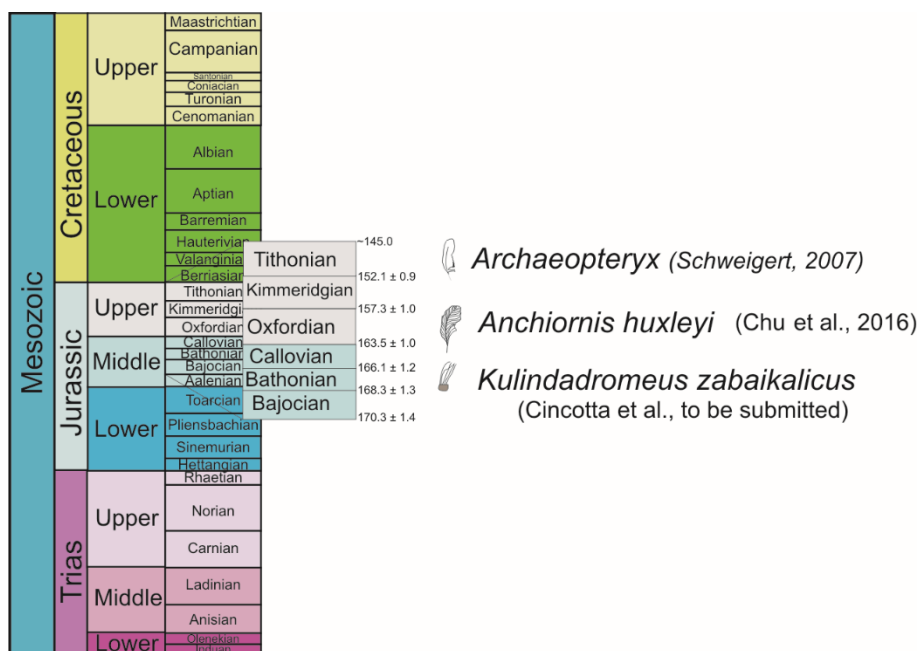 Mesozoic
Cretaceous
Upper
Maastrichtian
Campanian
Santonian
Coniacian
Turonian
Cenomanian
Lower
Albian
Aptian
Barremian
Hauterivian
Valanginia
Berriasian
Jurassic
Upper
Tithonian
Kimmeridgi
Oxfordian
Middle
Callovian
Bathonian
Bajocian
Aalenian
Lower
Toarcian
Pliensbachian
Sinemurian
Hettangian
Trias
Upper
Rhaetian
Norian
Carnian
Middle
Ladinian
Anisian
Lower
Olenekian
Induan
~145.0
Tithonian
152.1 ± 0.9
Kimmeridgian
157.3 ± 1.0
Oxfordian
163.5 ± 1.0
Callovian
166.1 ± 1.2
Bathonian
168.3 ± 1.3
Bajocian
170.3 ± 1.4
Archaeopteryx (Schweigert, 2007)
Anchiornis huxleyi (Chu et al., 2016)
Kulindadromeus zabaikalicus
(Cincotta et al., to be submitted)